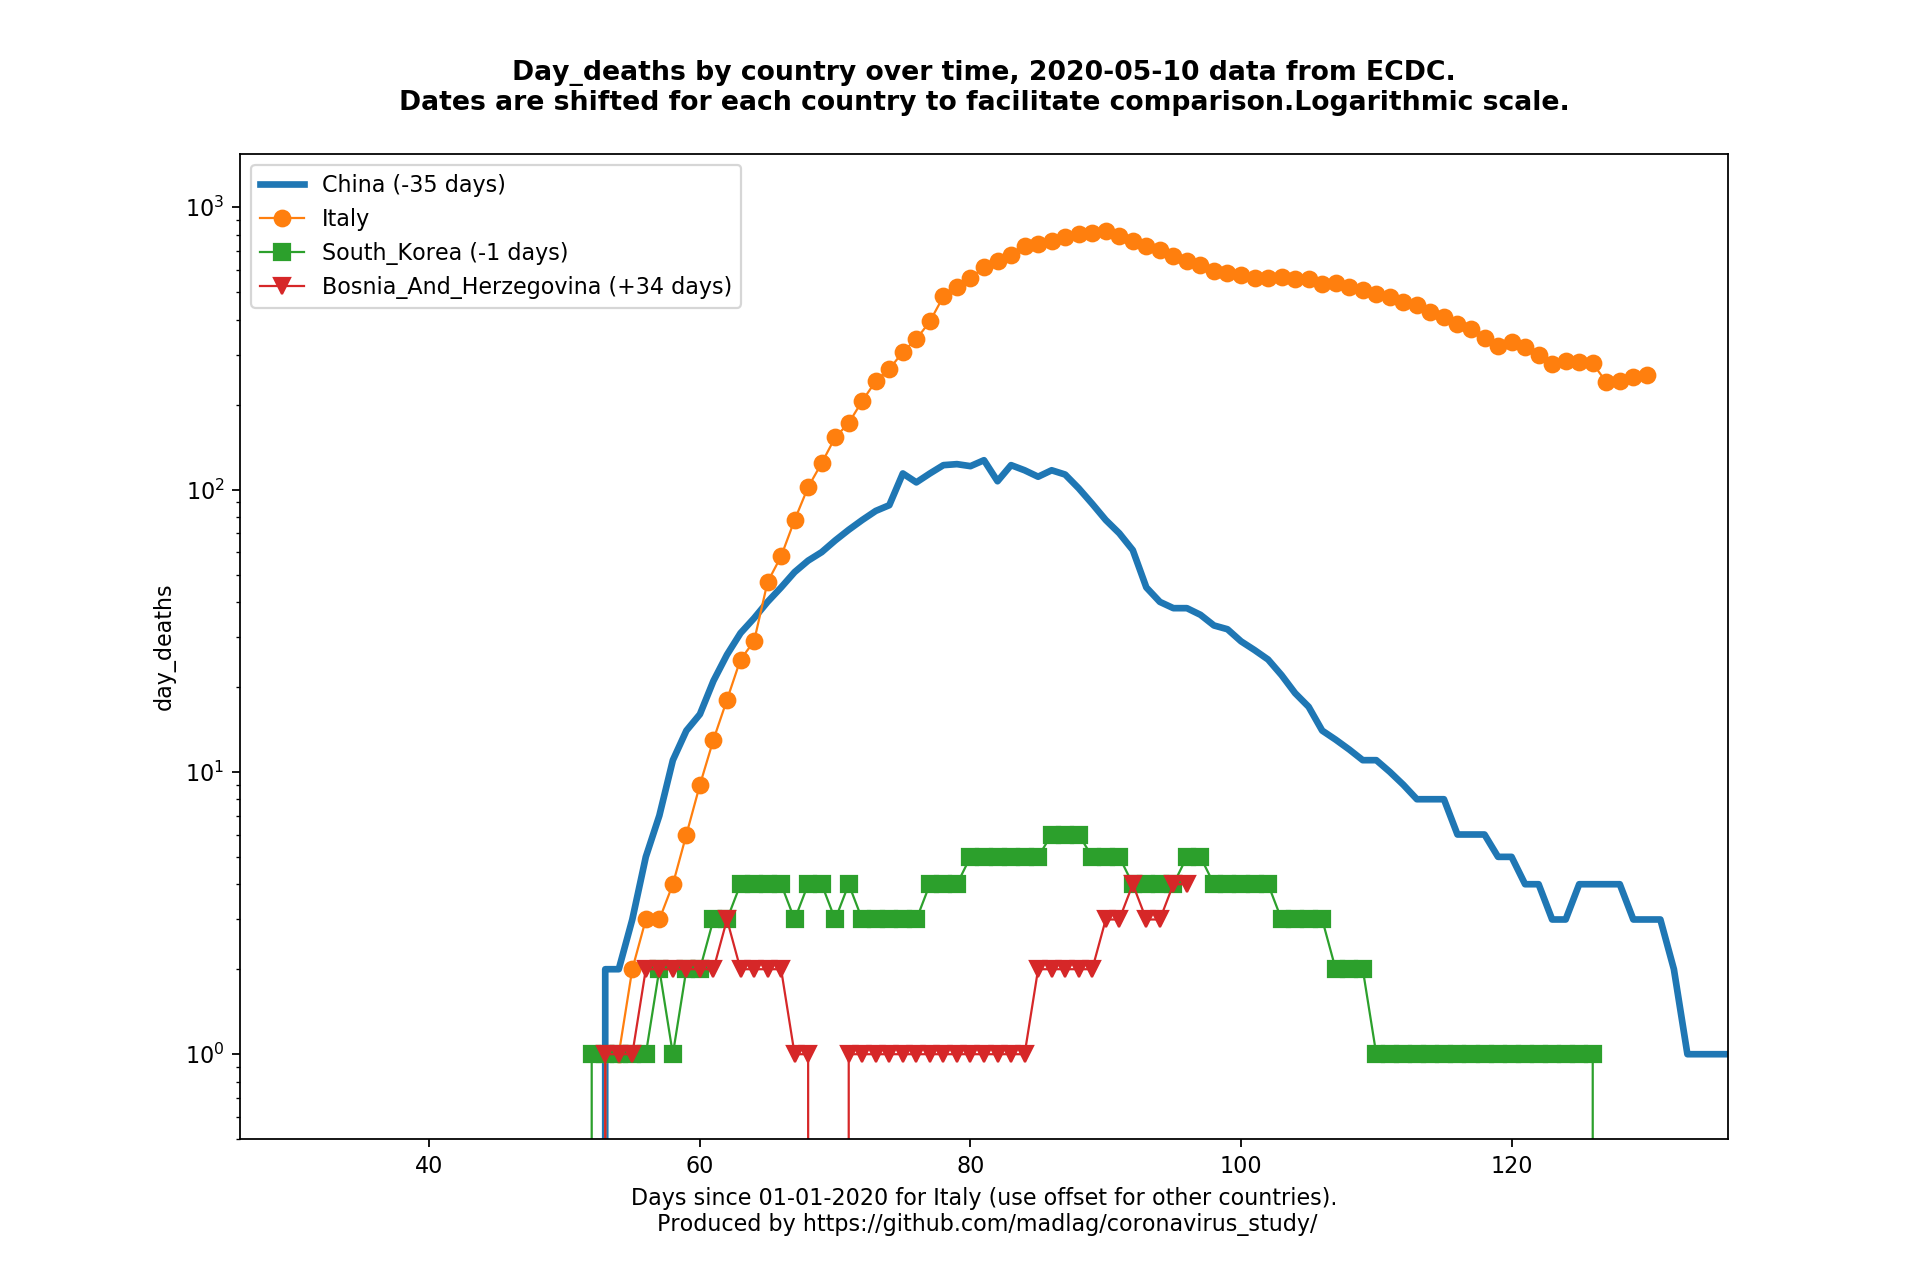 Day_deaths by country over time, 2020-05-10 data from ECDC.
Dates are shifted for each country to facilitate comparison.Logarithmic scale.
China (-35 days)
Italy
South_Korea (-1 days)
Bosnia_And_Herzegovina (+34 days)
10³
10²
10¹
10⁰
day_deaths
40 60 80 100 120
Days since 01-01-2020 for Italy (use offset for other countries).
Produced by https://github.com/madlag/coronavirus_study/